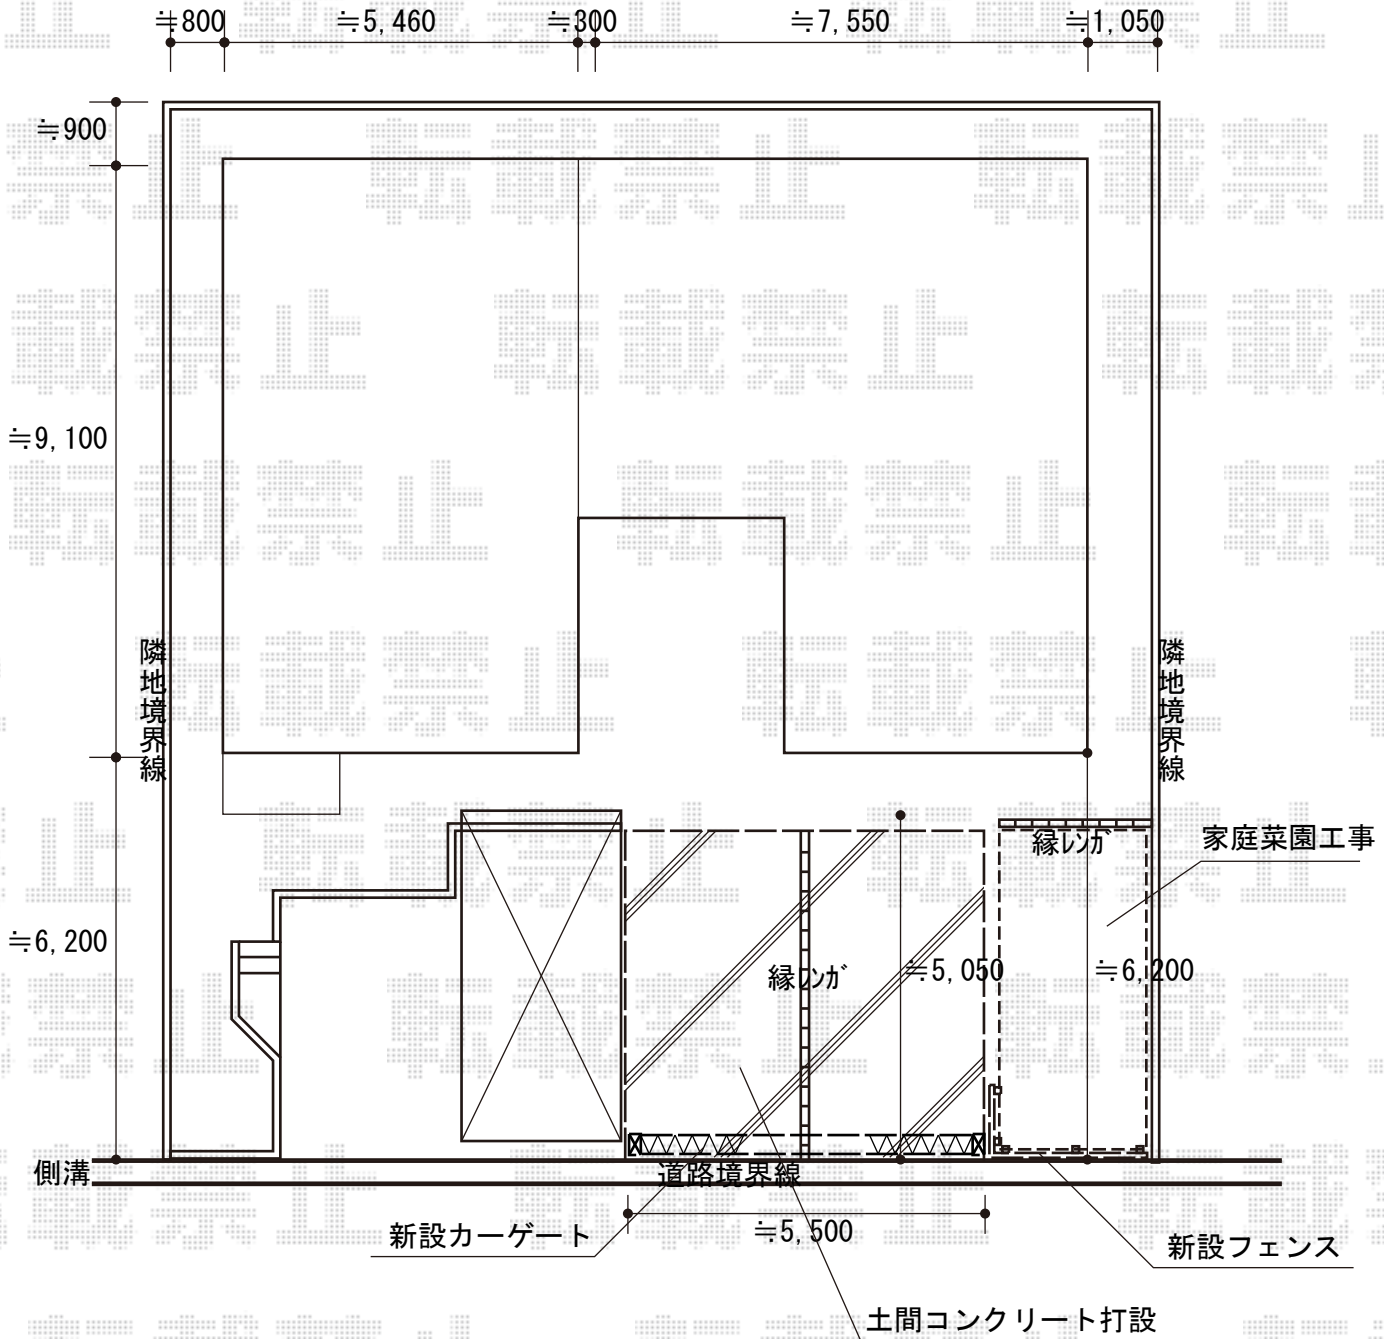 ≒800
≒5,460
≒300
≒7,550
≒1,050
≒900
≒9,100
≒6,200
隣地境界線
隣地境界線
縁レンガ
家庭菜園工事
縁レンガ
≒5,050
≒6,200
側溝
道路境界線
≒5,500
新設カーゲート
新設フェンス
土間コンクリート打設
転載禁止